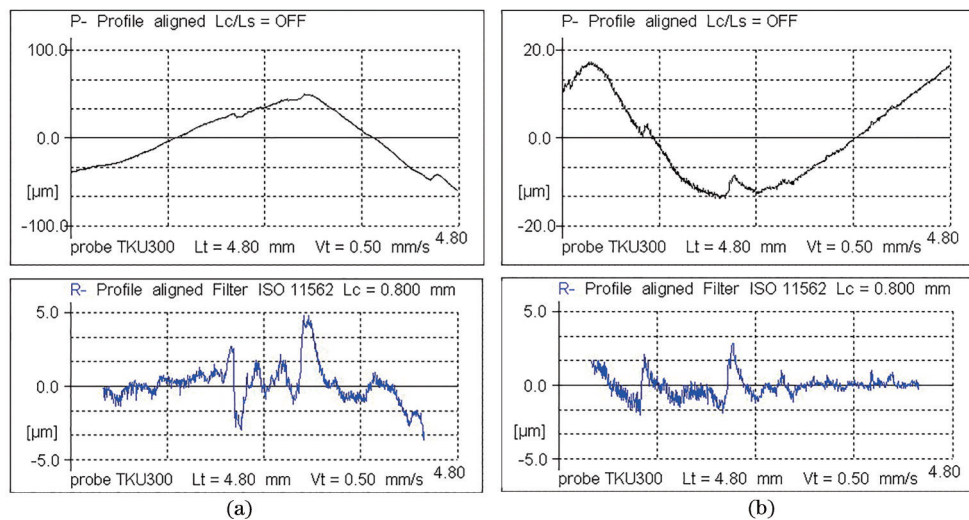 P- Profile aligned Lc/Ls = OFF
100.0
0.0
[µm]
-100.0
4.80
probe TKU300 Lt = 4.80 mm Vt = 0.50 mm/s
R- Profile aligned Filter ISO 11562 Lc = 0.800 mm
5.0
0.0
[µm]
-5.0
4.80
probe TKU300 Lt = 4.80 mm Vt = 0.50 mm/s
(a)
P- Profile aligned Lc/Ls = OFF
20.0
0.0
[µm]
-20.0
4.80
probe TKU300 Lt = 4.80 mm Vt = 0.50 mm/s
R- Profile aligned Filter ISO 11562 Lc = 0.800 mm
5.0
0.0
[µm]
-5.0
4.80
probe TKU300 Lt = 4.80 mm Vt = 0.50 mm/s
(b)